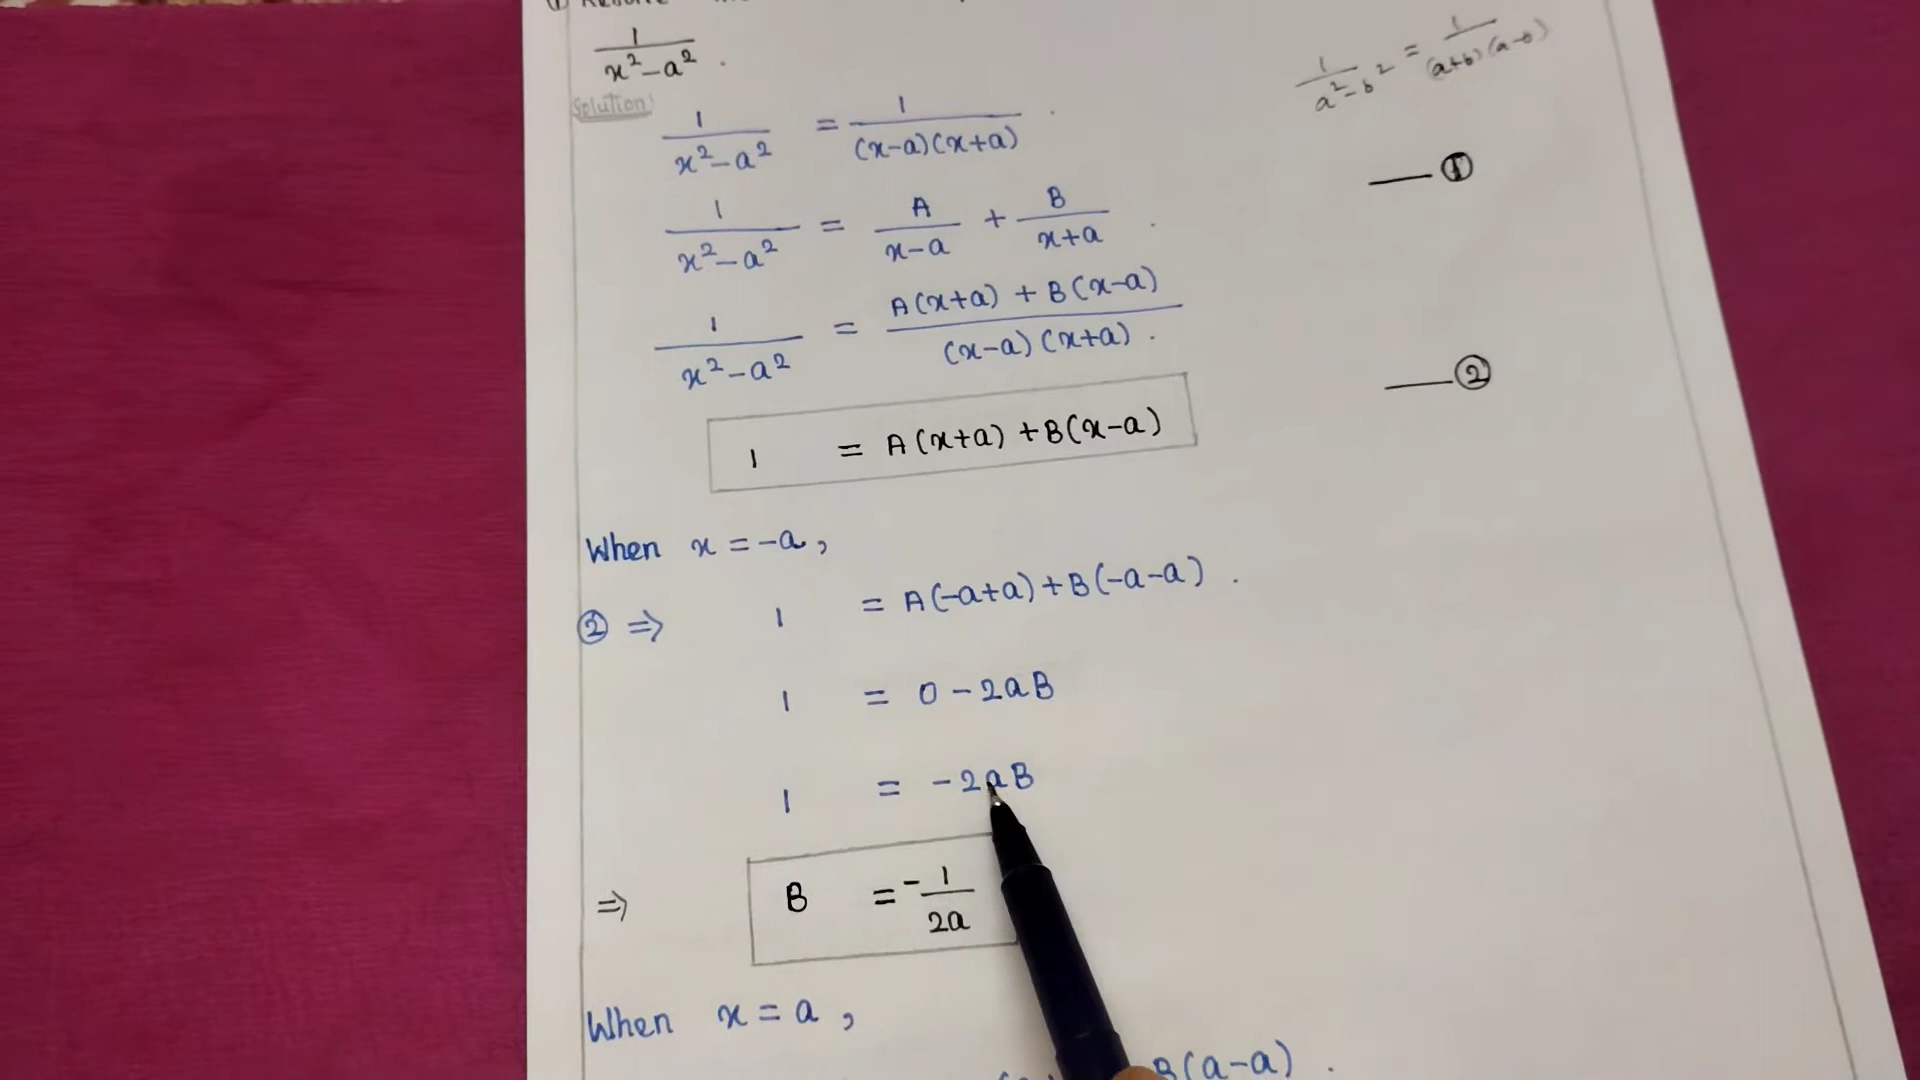 1/(x²-a²) .
1/(a²-b²) = 1/((a+b)(a-b))
Solution:
1/(x²-a²) = 1/((x-a)(x+a)) .
1/(x²-a²) = A/(x-a) + B/(x+a) . —— ①
1/(x²-a²) = (A(x+a) + B(x-a))/((x-a)(x+a)) .
1 = A(x+a) + B(x-a) —— ②
When x = -a,
② ⇒ 1 = A(-a+a) + B(-a-a) .
1 = 0 - 2aB
1 = -2aB
⇒ B = -1/2a
When x = a,
B(a-a) .